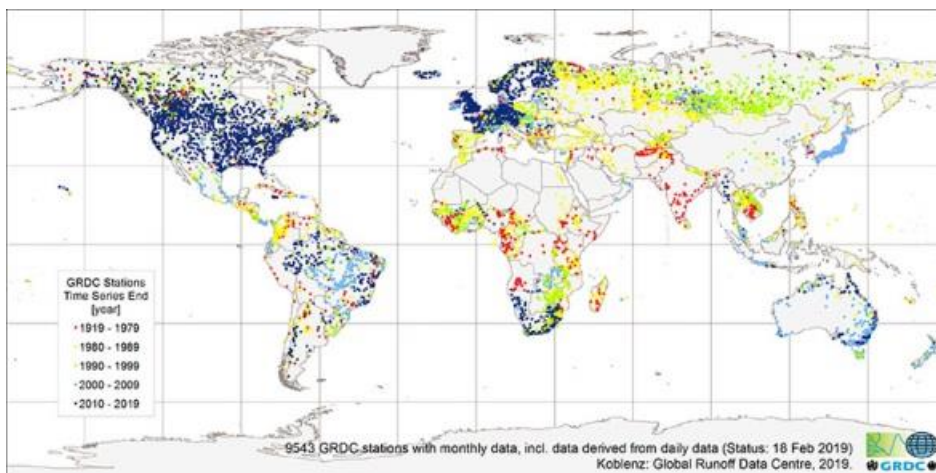 GRDC Stations
Time Series End
[year]
1919 - 1979
1980 - 1989
1990 - 1999
2000 - 2009
2010 - 2019
9543 GRDC stations with monthly data, incl. data derived from daily data (Status: 18 Feb 2019)
Koblenz: Global Runoff Data Centre, 2019.
GRDC